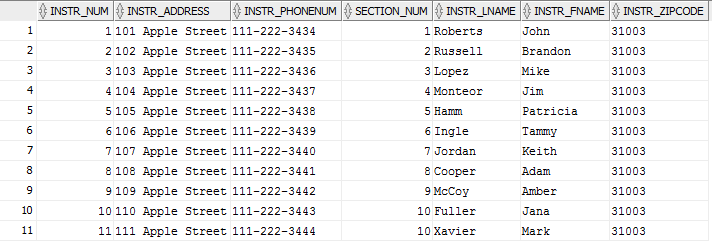 INSTR_NUM INSTR_ADDRESS INSTR_PHONENUM SECTION_NUM INSTR_LNAME INSTR_FNAME INSTR_ZIPCODE
1 1 101 Apple Street 111-222-3434 1 Roberts John 31003
2 2 102 Apple Street 111-222-3435 2 Russell Brandon 31003
3 3 103 Apple Street 111-222-3436 3 Lopez Mike 31003
4 4 104 Apple Street 111-222-3437 4 Monteor Jim 31003
5 5 105 Apple Street 111-222-3438 5 Hamm Patricia 31003
6 6 106 Apple Street 111-222-3439 6 Ingle Tammy 31003
7 7 107 Apple Street 111-222-3440 7 Jordan Keith 31003
8 8 108 Apple Street 111-222-3441 8 Cooper Adam 31003
9 9 109 Apple Street 111-222-3442 9 McCoy Amber 31003
10 10 110 Apple Street 111-222-3443 10 Fuller Jana 31003
11 11 111 Apple Street 111-222-3444 10 Xavier Mark 31003